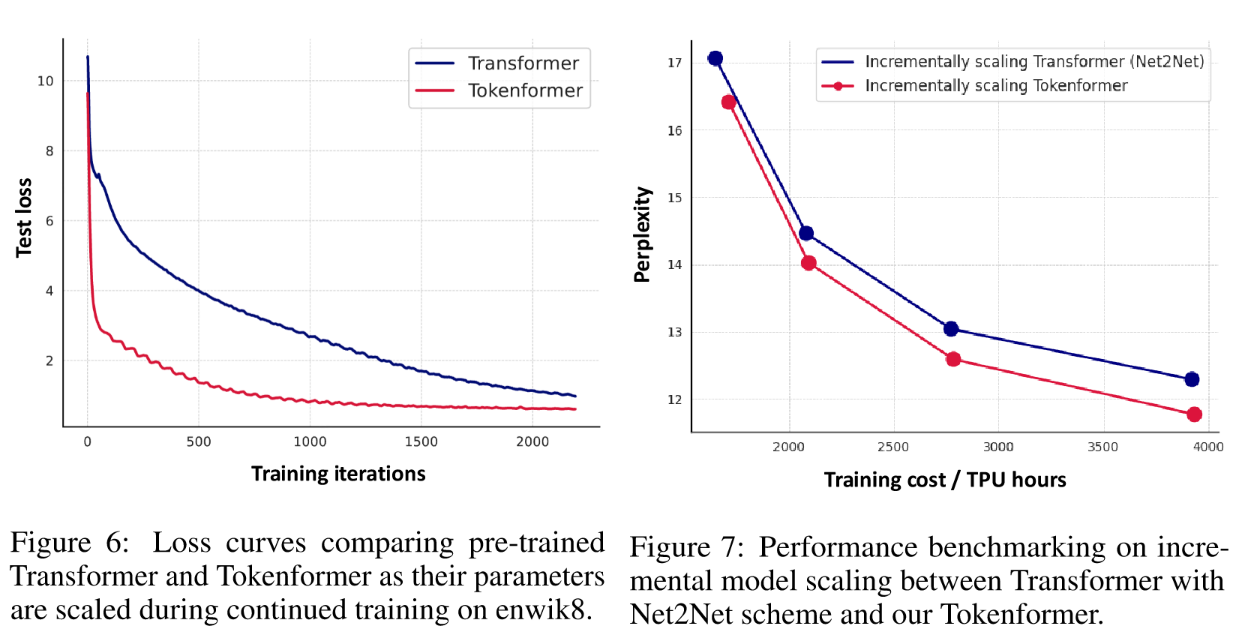 Test loss
10
8
6
4
2
Transformer
Tokenformer
0
500
1000
1500
2000
Training iterations
Perplexity
17
16
15
14
13
12
Incrementally scaling Transformer (Net2Net)
Incrementally scaling Tokenformer
2000
2500
3000
3500
4000
Training cost / TPU hours
Figure 6: Loss curves comparing pre-trained
Transformer and Tokenformer as their parameters
are scaled during continued training on enwik8.
Figure 7: Performance benchmarking on incre-
mental model scaling between Transformer with
Net2Net scheme and our Tokenformer.